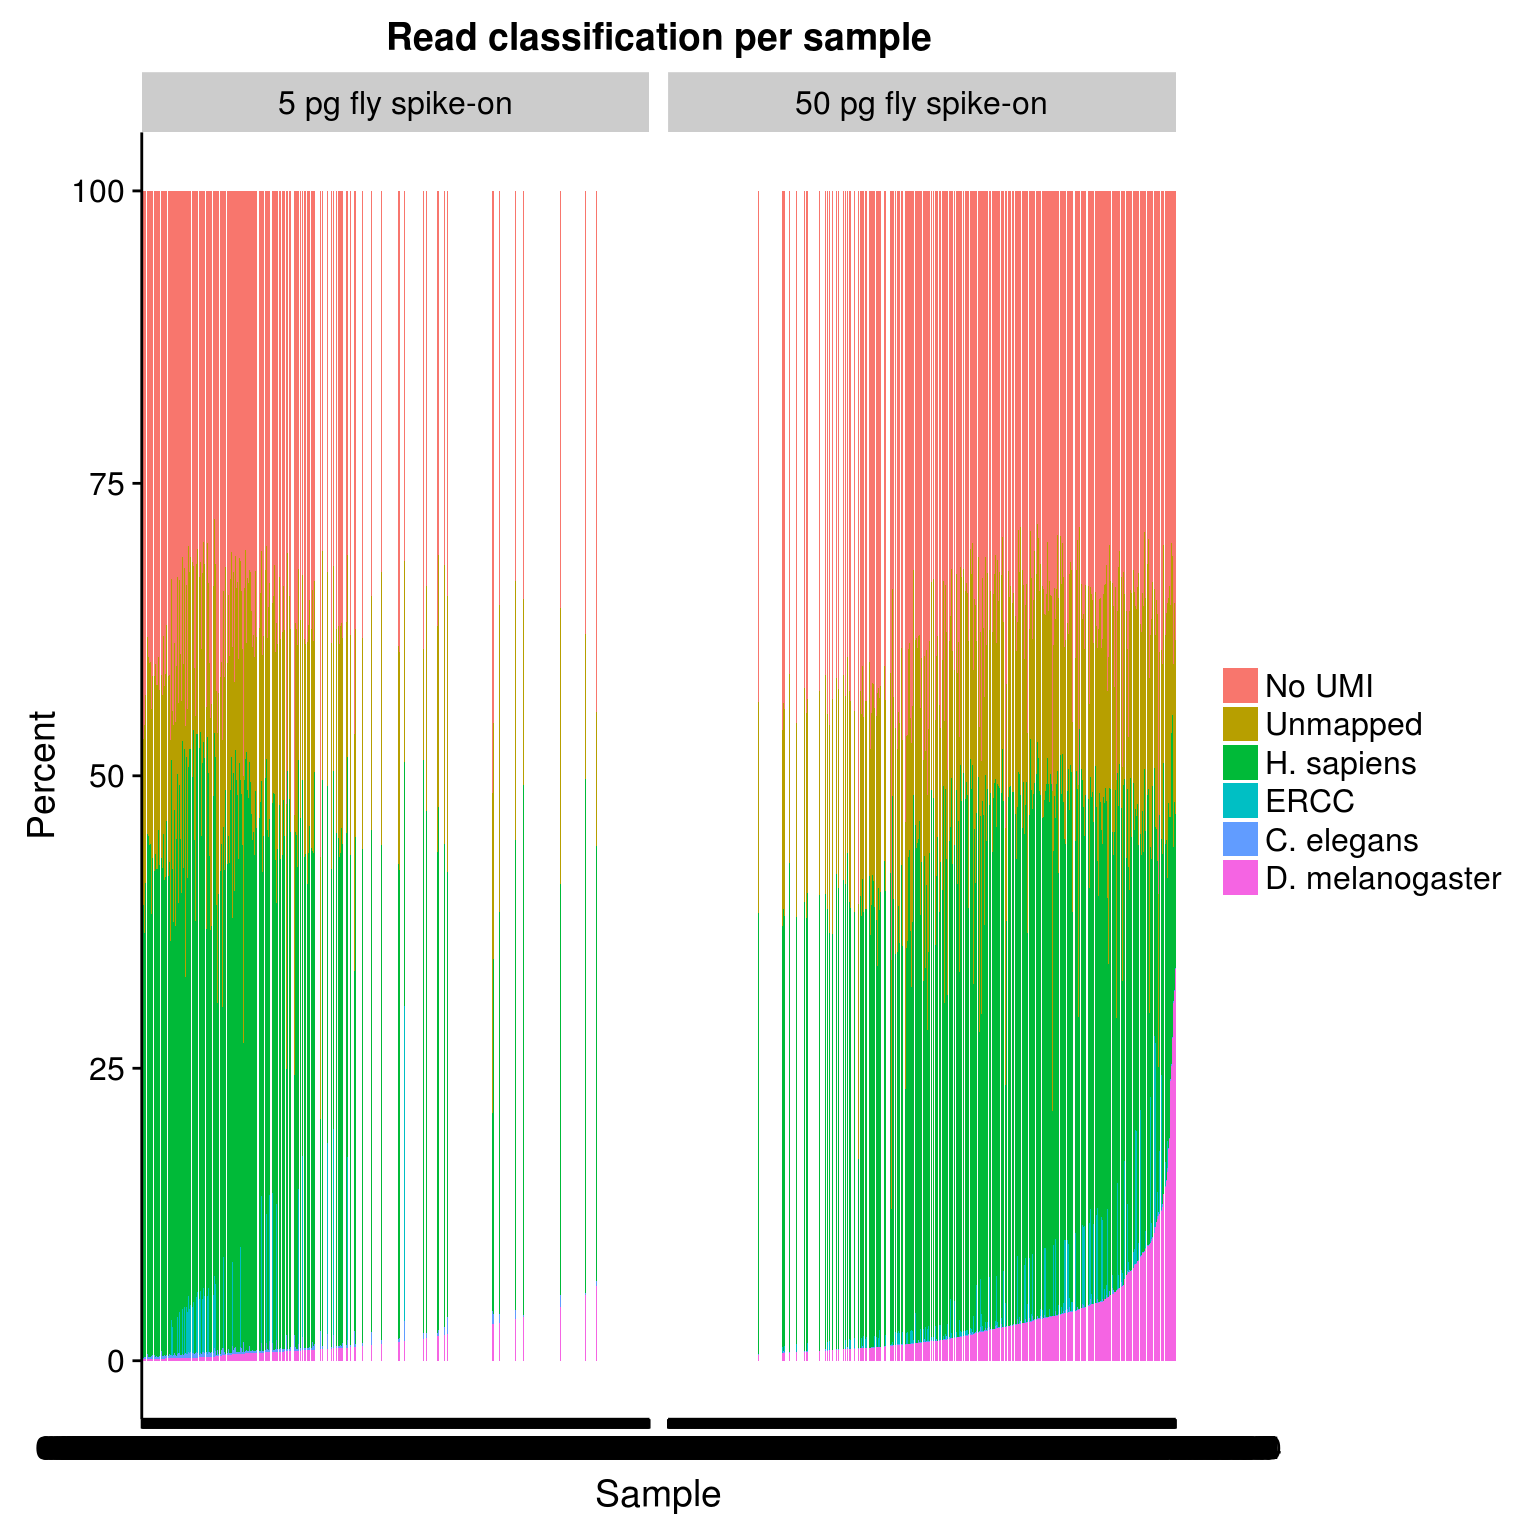 Read classification per sample
5 pg fly spike-on
50 pg fly spike-on
100
75
50
25
0
Percent
No UMI
Unmapped
H. sapiens
ERCC
C. elegans
D. melanogaster
Sample